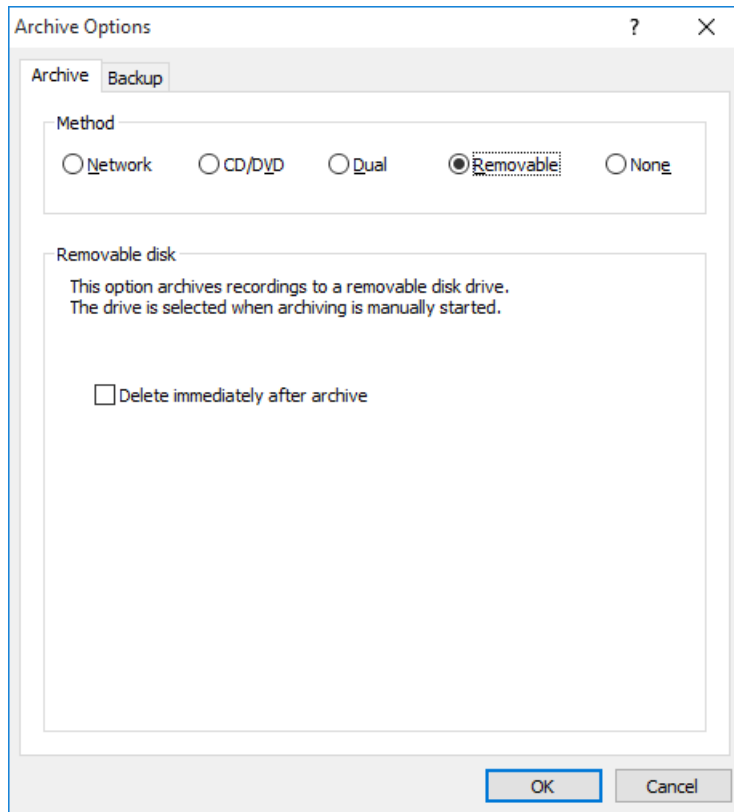 Archive Options ? X
Archive Backup
Method
Network CD/DVD Dual Removable None
Removable disk
This option archives recordings to a removable disk drive.
The drive is selected when archiving is manually started.
Delete immediately after archive
OK Cancel